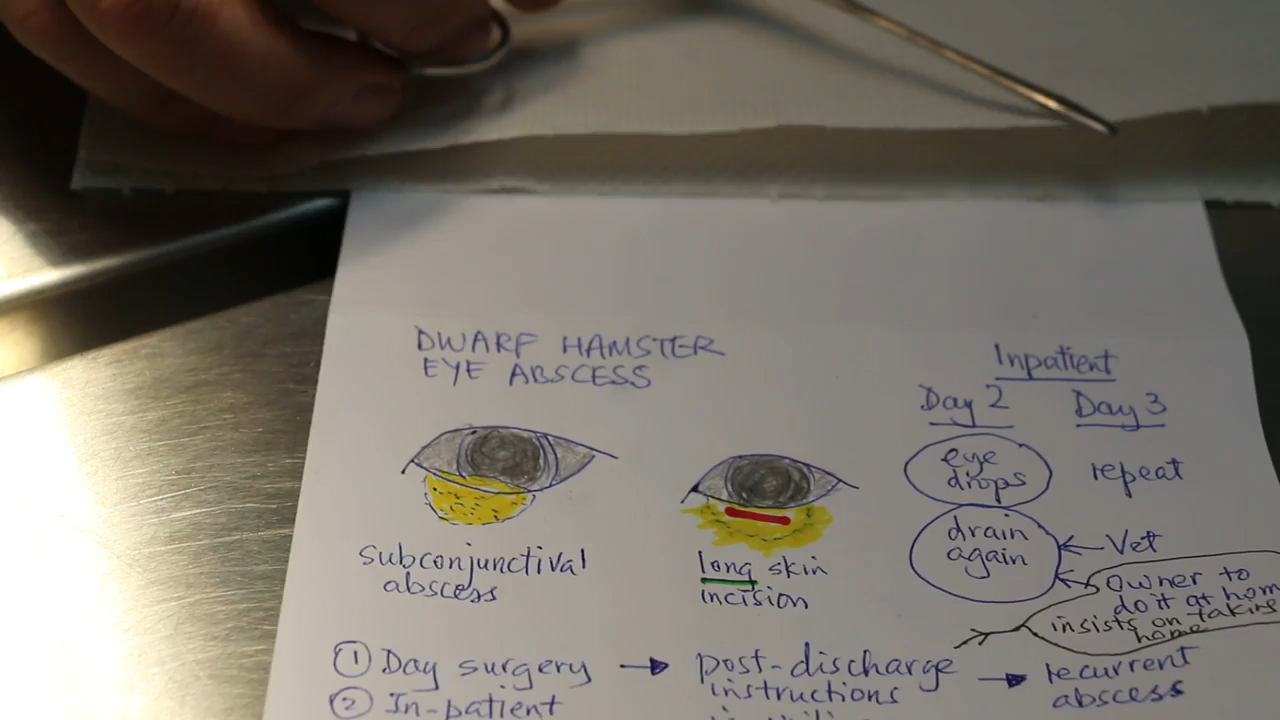 DWARF HAMSTER
EYE ABSCESS
subconjunctival
abscess
long skin
incision
Inpatient
Day 2 Day 3
eye
drops
repeat
drain
again
Vet
owner to
do it at hom
insists on taking
home
① Day surgery → post-discharge
instructions → recurrent
abscess
② In-patient